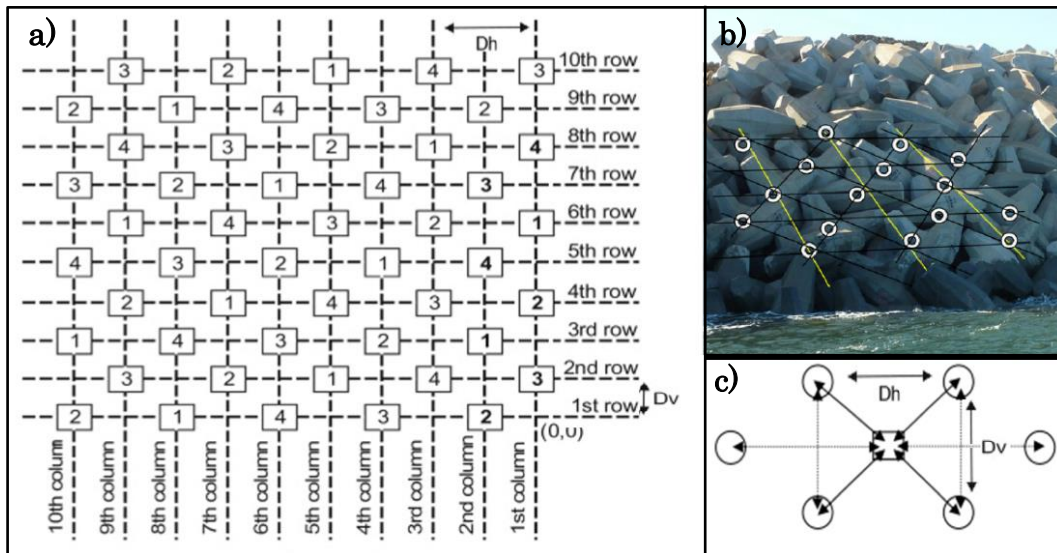 a)
Dh
3 2 1 4 3 10th row
2 1 4 3 2 9th row
4 3 2 1 4 8th row
3 2 1 4 3 7th row
1 4 3 2 1 6th row
4 3 2 1 4 5th row
2 1 4 3 2 4th row
1 4 3 2 1 3rd row
3 2 1 4 3 2nd row
Dv
2 1 4 3 2 1st row
(0,0)
10th column
9th column
8th column
7th column
6th column
5th column
4th column
3rd column
2nd column
1st column
b)
c)
Dh
Dv